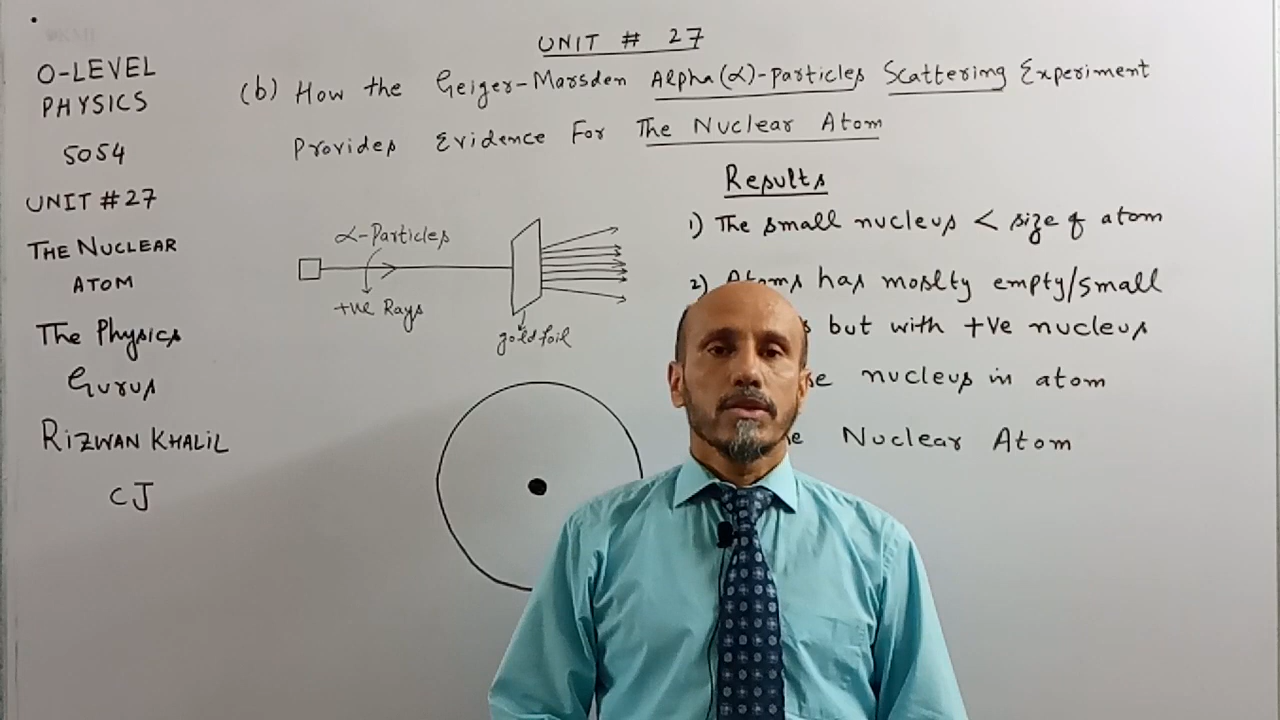 UNIT # 27
O-LEVEL
PHYSICS
5054
UNIT # 27
THE NUCLEAR
ATOM
The Physics
Gurus
RIZWAN KHALIL
CJ
(b) How the Geiger-Marsden Alpha(α)-particles Scattering Experiment
Provides Evidence For The Nuclear Atom
α-Particles
+ve Rays
gold foil
Results
1) The small nucleus < size of atom
2) Atoms has moslty empty/small
but with +ve nucleus
nucleus in atom
Nuclear Atom